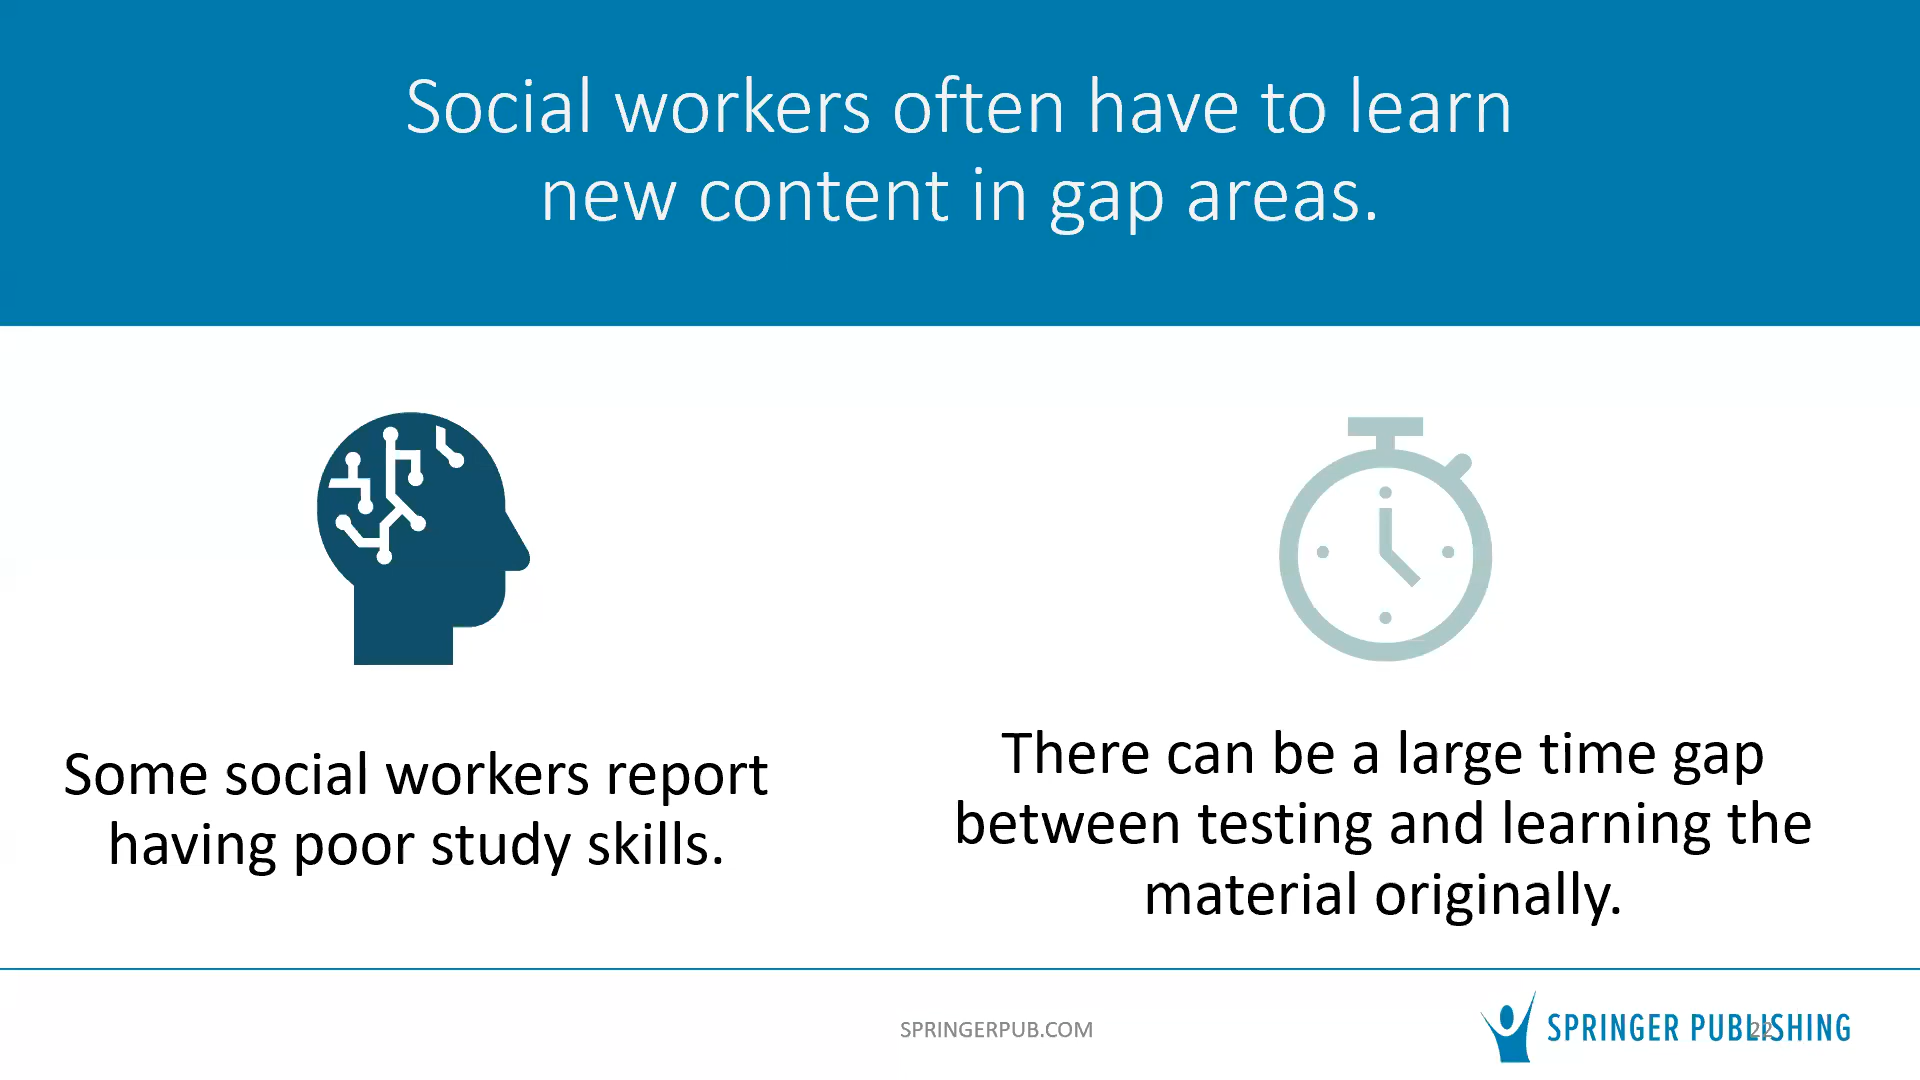 Social workers often have to learn
new content in gap areas.
Some social workers report
having poor study skills.
There can be a large time gap
between testing and learning the
material originally.
SPRINGERPUB.COM
SPRINGER PUBLISHING
22